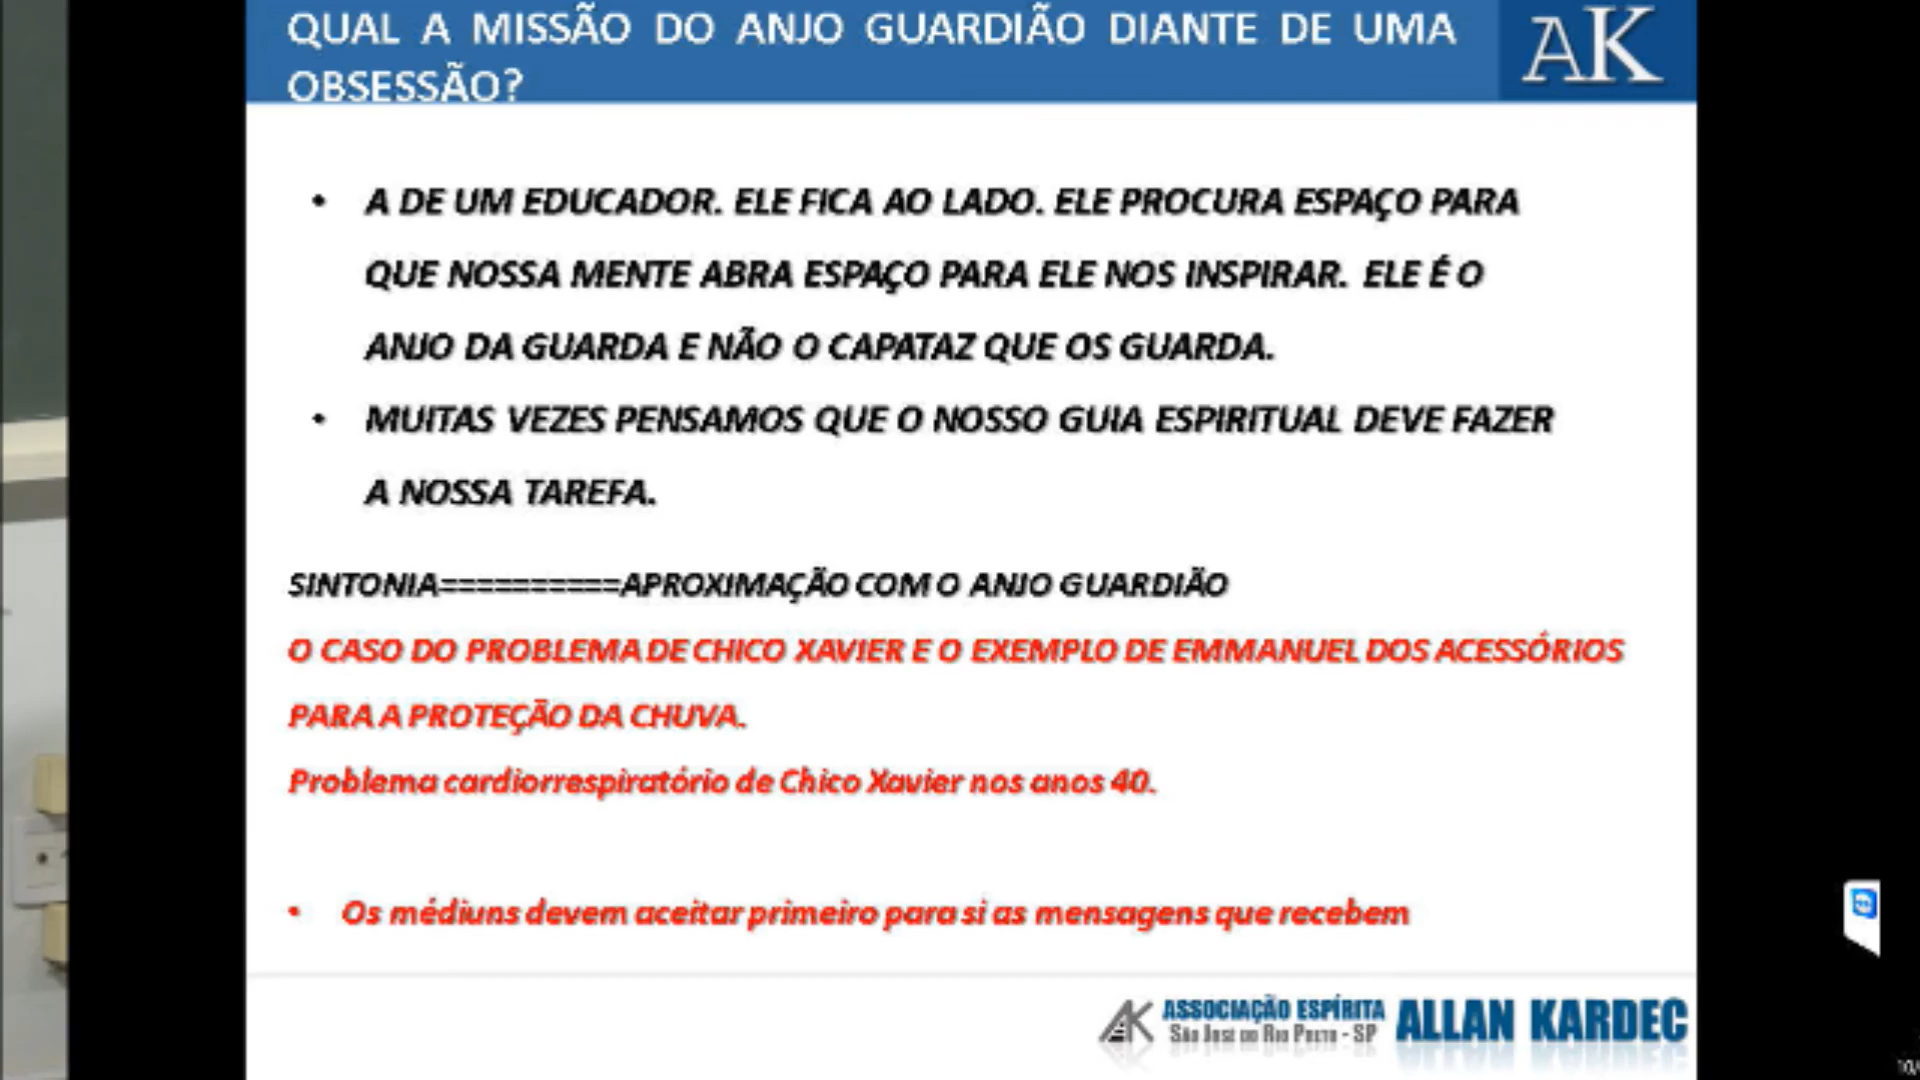 QUAL A MISSÃO DO ANJO GUARDIÃO DIANTE DE UMA
OBSESSÃO?
AK
• A DE UM EDUCADOR. ELE FICA AO LADO. ELE PROCURA ESPAÇO PARA
QUE NOSSA MENTE ABRA ESPAÇO PARA ELE NOS INSPIRAR. ELE É O
ANJO DA GUARDA E NÃO O CAPATAZ QUE OS GUARDA.
• MUITAS VEZES PENSAMOS QUE O NOSSO GUIA ESPIRITUAL DEVE FAZER
A NOSSA TAREFA.
SINTONIA==========APROXIMAÇÃO COM O ANJO GUARDIÃO
O CASO DO PROBLEMA DE CHICO XAVIER E O EXEMPLO DE EMMANUEL DOS ACESSÓRIOS
PARA A PROTEÇÃO DA CHUVA.
Problema cardiorrespiratório de Chico Xavier nos anos 40.
• Os médiuns devem aceitar primeiro para si as mensagens que recebem
AK ASSOCIAÇÃO ESPÍRITA ALLAN KARDEC
São José do Rio Preto - SP